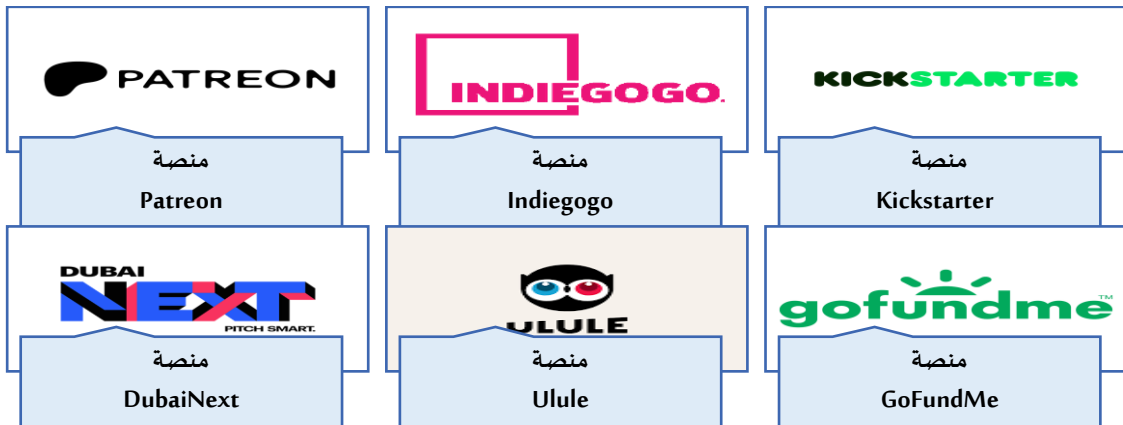 PATREON
منصة
Patreon
INDIEGOGO.
منصة
Indiegogo
KICKSTARTER
منصة
Kickstarter
DUBAI
NEXT
PITCH SMART.
منصة
DubaiNext
ULULE
منصة
Ulule
gofundme™
منصة
GoFundMe